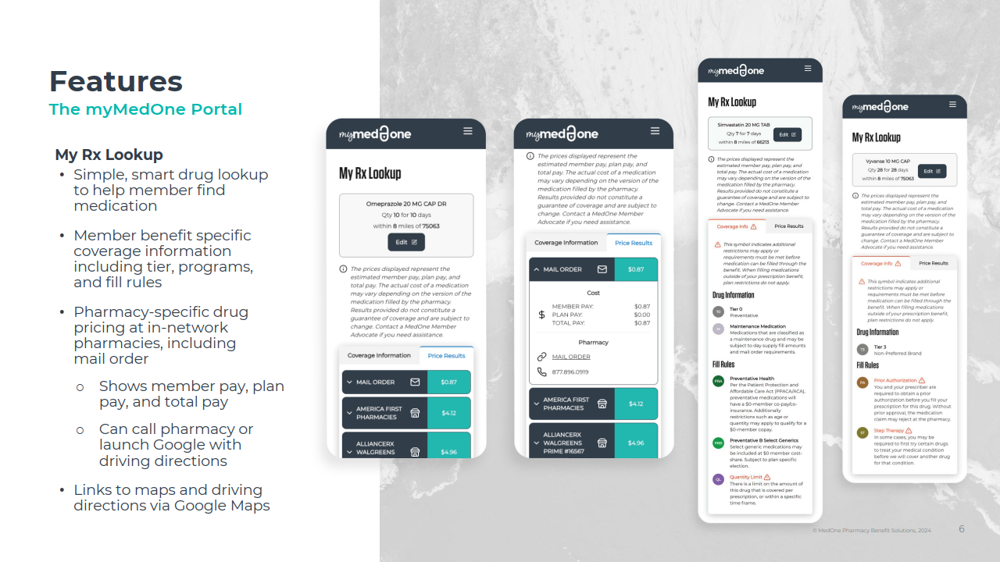 Features
The myMedOne Portal
My Rx Lookup
• Simple, smart drug lookup
to help member find
medication
• Member benefit specific
coverage information
including tier, programs,
and fill rules
• Pharmacy-specific drug
pricing at in-network
pharmacies, including
mail order
o Shows member pay, plan
pay, and total pay
o Can call pharmacy or
launch Google with
driving directions
• Links to maps and driving
directions via Google Maps
mymedone
My Rx Lookup
Omeprazole 20 MG CAP DR
Qty 10 for 10 days
within 8 miles of 75063
Edit
The prices displayed represent the
estimated member pay, plan pay, and
total pay. The actual cost of a medication
may vary depending on the version of the
medication filled by the pharmacy.
Results provided do not constitute a
guarantee of coverage and are subject to
change. Contact a MedOne Member
Advocate if you need assistance.
Coverage Information Price Results
MAIL ORDER $0.87
AMERICA FIRST
PHARMACIES $4.12
ALLIANCERX
WALGREENS $4.96
mymedone
The prices displayed represent the
estimated member pay, plan pay, and
total pay. The actual cost of a medication
may vary depending on the version of the
medication filled by the pharmacy.
Results provided do not constitute a
guarantee of coverage and are subject to
change. Contact a MedOne Member
Advocate if you need assistance.
Coverage Information Price Results
MAIL ORDER $0.87
Cost
MEMBER PAY: $0.87
PLAN PAY: $0.00
TOTAL PAY: $0.87
Pharmacy
MAIL ORDER
877.896.0919
AMERICA FIRST
PHARMACIES $4.12
ALLIANCERX
WALGREENS
PRIME #16567 $4.96
mymedone
My Rx Lookup
Simvastatin 20 MG TAB
Qty 7 for 7 days
within 8 miles of 66213
Edit
The prices displayed represent the
estimated member pay, plan pay, and
total pay. The actual cost of a medication
may vary depending on the version of the
medication filled by the pharmacy.
Results provided do not constitute a
guarantee of coverage and are subject to
change. Contact a MedOne Member
Advocate if you need assistance.
Coverage Info Price Results
This symbol indicates additional
restrictions may apply or
requirements must be met before
medication can be filled through the
pharmacy. When filling medications
outside of your prescription benefit,
plan restrictions do not apply.
Drug Information
T0 Tier 0
Preventative
M Maintenance Medication
Medications that are classified as
a maintenance drug and may be
subject to day supply fill amounts
and mail order requirements.
Fill Rules
PRA Preventative Health
Per the Patient Protection and
Affordable Care Act (PPACA/ACA),
preventative medications will
have a $0-member co-pay/co-
insurance. Additionally
restrictions such as age or
quantity may apply to qualify for a
$0-member copay.
PRB Preventative B Select Generics
Select generic medications may
be included at $0 member cost-
share. Subject to plan specific
election.
QL Quantity Limit
There is a limit on the amount of
this drug that is covered per
prescription, or within a specific
time frame.
mymedone
My Rx Lookup
Vyvanse 10 MG CAP
Qty 28 for 28 days
within 8 miles of 75063
Edit
The prices displayed represent the
estimated member pay, plan pay, and
total pay. The actual cost of a medication
may vary depending on the version of the
medication filled by the pharmacy.
Results provided do not constitute a
guarantee of coverage and are subject to
change. Contact a MedOne Member
Advocate if you need assistance.
Coverage Info Price Results
This symbol indicates additional
restrictions may apply or
requirements must be met before
medication can be filled through the
pharmacy. When filling medications
outside of your prescription benefit,
plan restrictions do not apply.
Drug Information
T3 Tier 3
Non-Preferred Brand
Fill Rules
PA Prior Authorization
You and your prescriber are
required to obtain a prior
authorization before you fill your
prescription for this drug. Without
prior approval, the medication
claim may reject at the pharmacy.
ST Step Therapy
In some cases, you may be
required to first try certain drugs
to treat your medical condition
before we will cover another drug
for that condition.
© MedOne Pharmacy Benefit Solutions, 2024 6